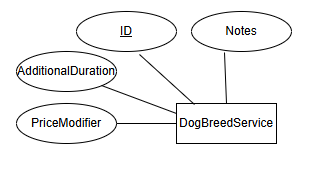 ID
Notes
AdditionalDuration
PriceModifier
DogBreedService